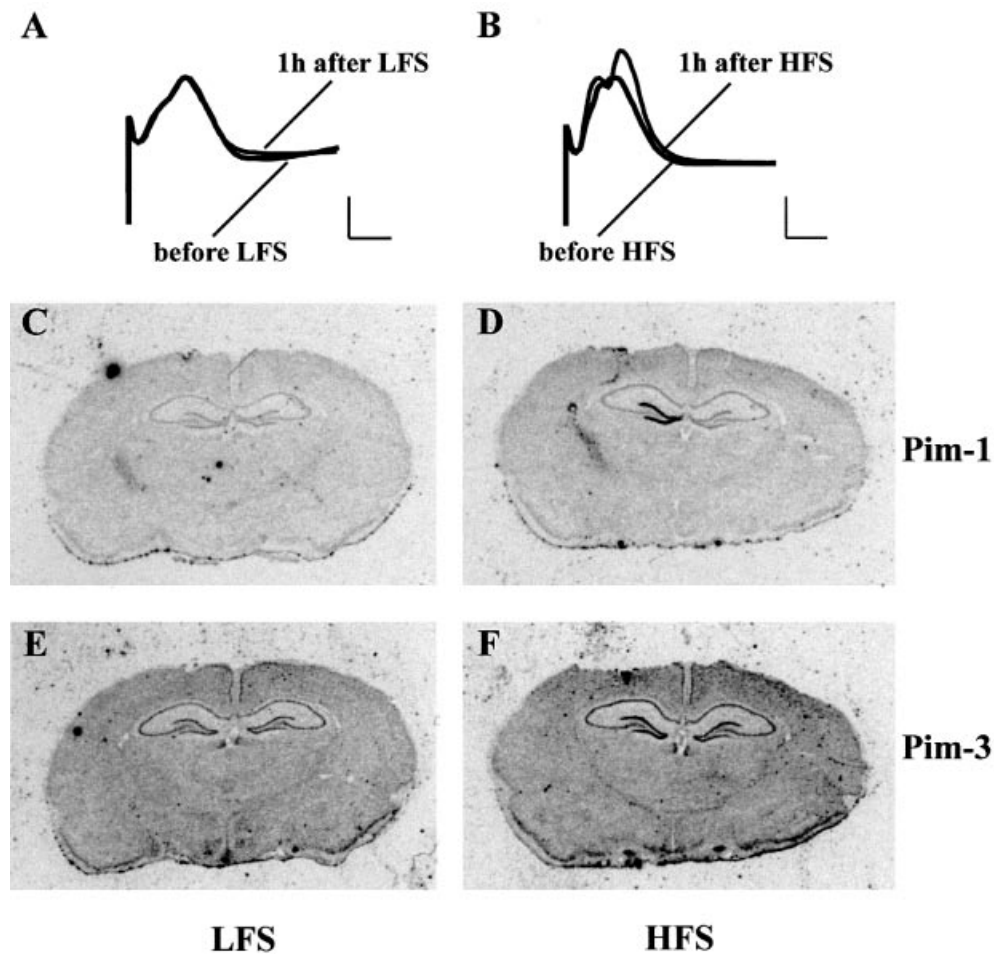 A
B
1h after LFS
1h after HFS
before LFS
before HFS
C
D
Pim-1
E
F
Pim-3
LFS
HFS